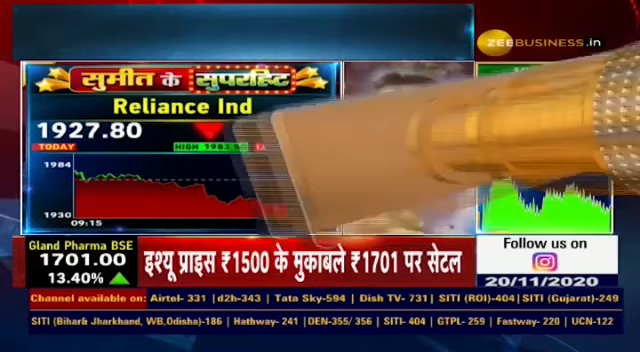 ZEEBUSINESS.in
सुमीत के सुपरहिट
Reliance Ind
1927.80
TODAY
HIGH 1983.
1984
1930
09:15
Gland Pharma BSE
1701.00
13.40%
इश्यू प्राइस ₹1500 के मुकाबले ₹1701 पर सेटल
Follow us on
20/11/2020
Channel available on: Airtel- 331 | d2h-343 | Tata Sky-594 | Dish TV- 731| SITI (ROI)-404| SITI (Gujarat)-249
SITI (Bihar& Jharkhand, WB,Odisha)-186 | Hathway- 241 |DEN-355/ 356 | SITI- 404 | GTPL- 259 | Fastway- 220 | UCN-122